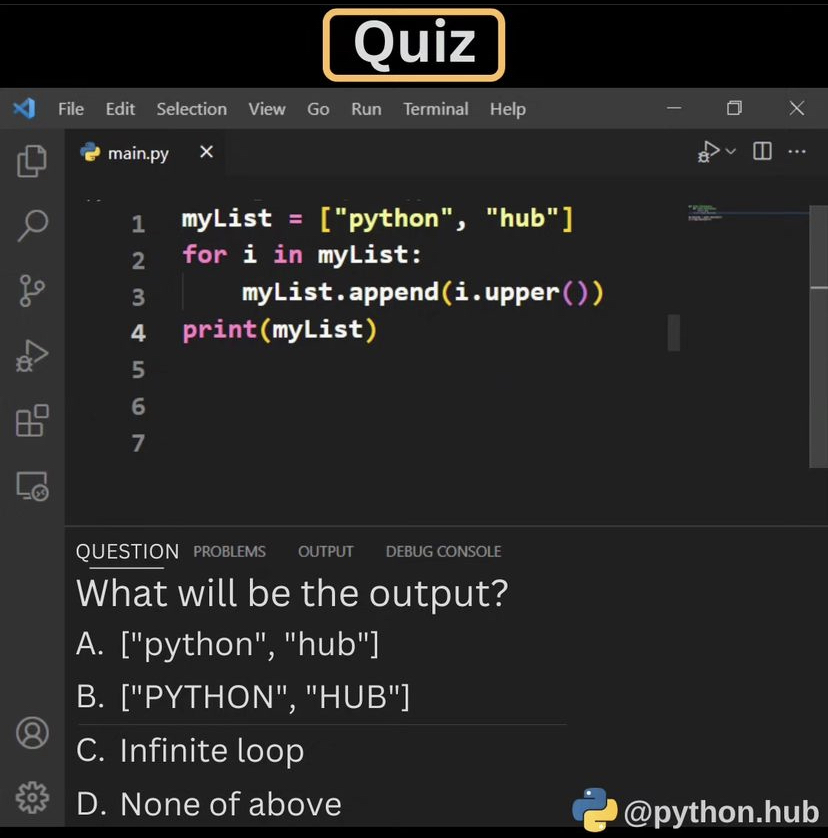 Quiz
File Edit Selection View Go Run Terminal Help
main.py
1 myList = ["python", "hub"]
2 for i in myList:
3 myList.append(i.upper())
4 print(myList)
5
6
7
QUESTION PROBLEMS OUTPUT DEBUG CONSOLE
What will be the output?
A. ["python", "hub"]
B. ["PYTHON", "HUB"]
C. Infinite loop
D. None of above
@python.hub